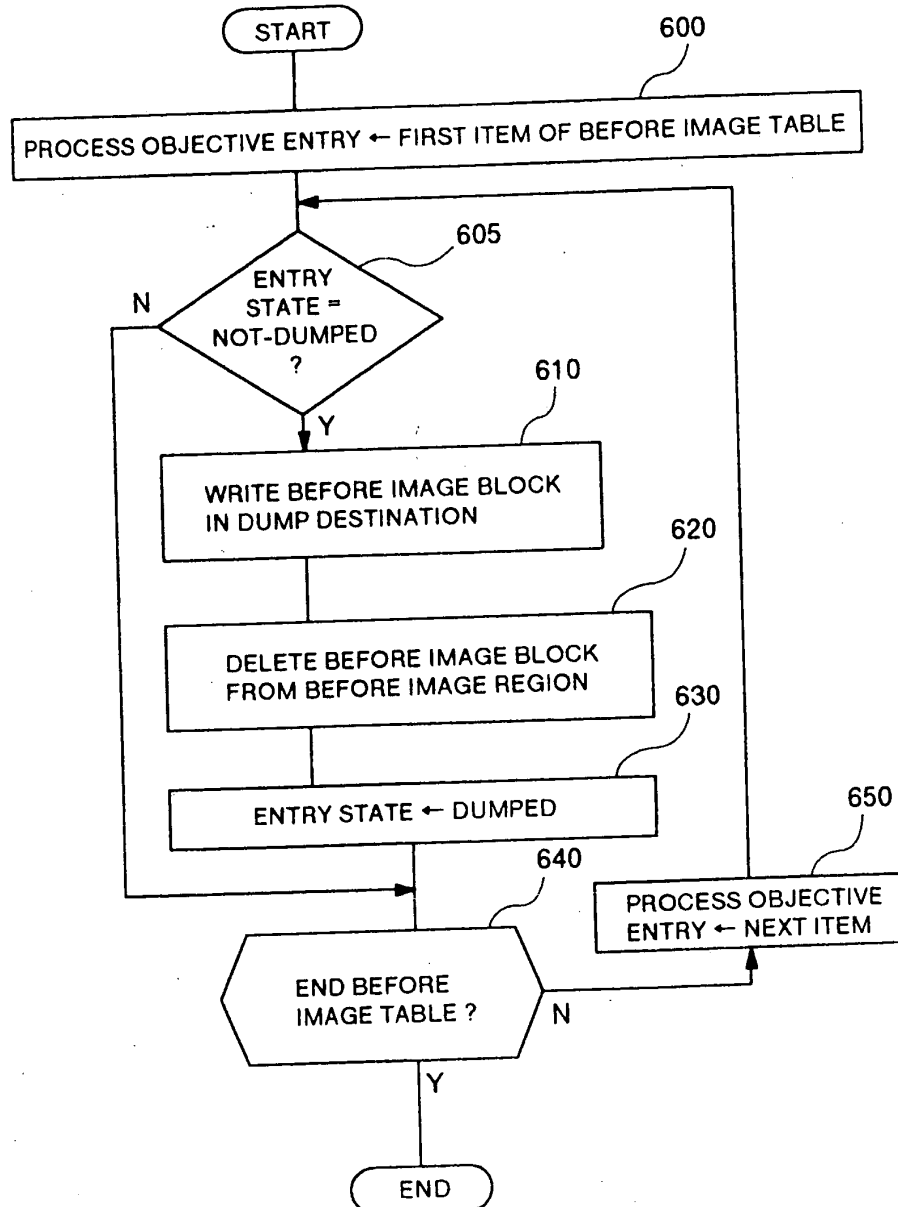 START
600
PROCESS OBJECTIVE ENTRY ← FIRST ITEM OF BEFORE IMAGE TABLE
605
ENTRY
STATE =
NOT-DUMPED
?
N
Y
610
WRITE BEFORE IMAGE BLOCK
IN DUMP DESTINATION
620
DELETE BEFORE IMAGE BLOCK
FROM BEFORE IMAGE REGION
630
ENTRY STATE ← DUMPED
640
650
PROCESS OBJECTIVE
ENTRY ← NEXT ITEM
END BEFORE
IMAGE TABLE ?
N
Y
END